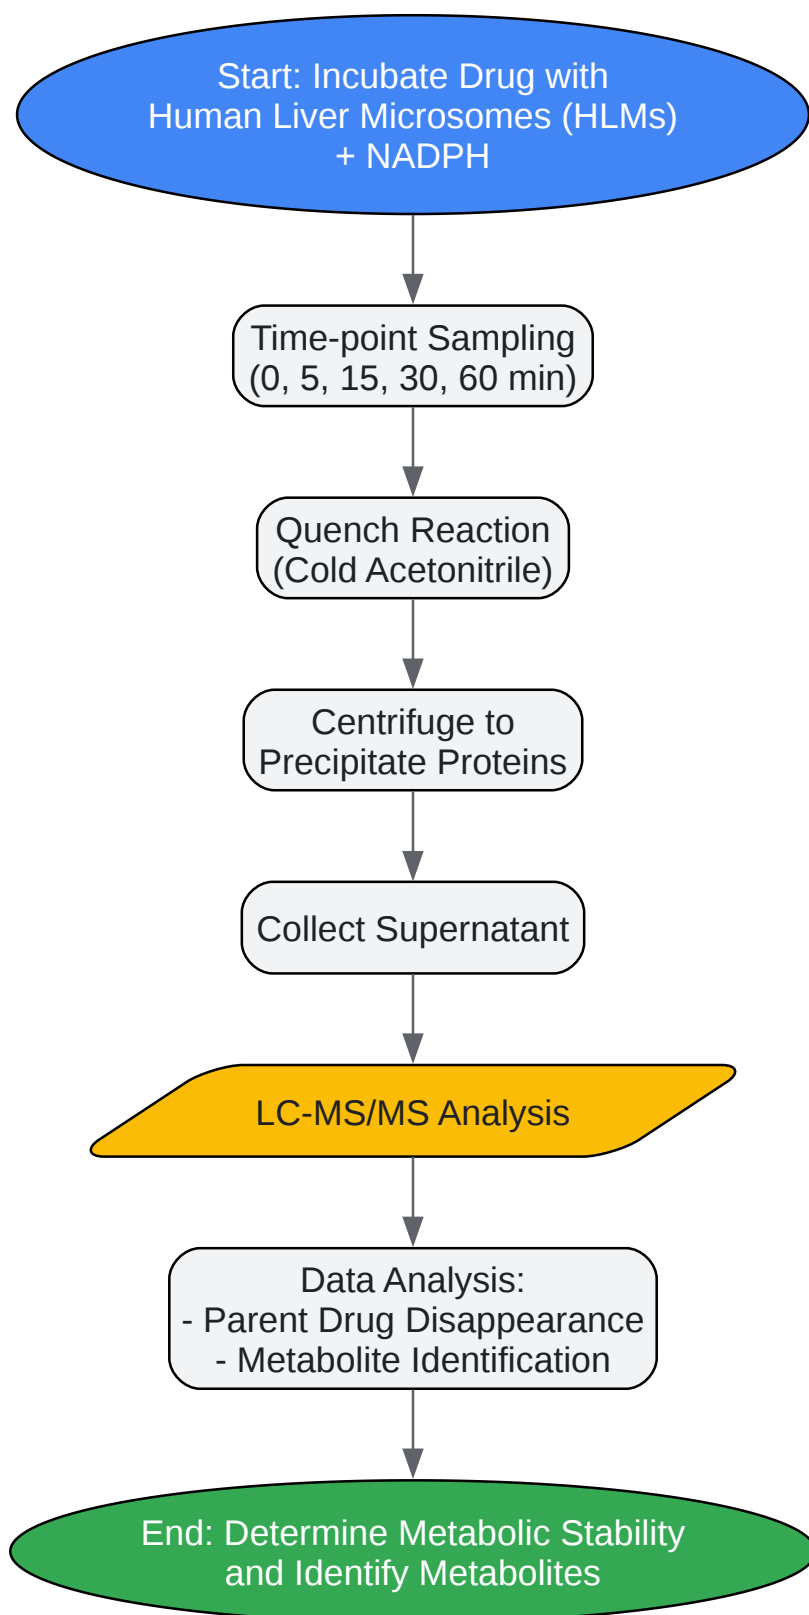 Start: Incubate Drug with
Human Liver Microsomes (HLMs)
+ NADPH
Time-point Sampling
(0, 5, 15, 30, 60 min)
Quench Reaction
(Cold Acetonitrile)
Centrifuge to
Precipitate Proteins
Collect Supernatant
LC-MS/MS Analysis
Data Analysis:
- Parent Drug Disappearance
- Metabolite Identification
End: Determine Metabolic Stability
and Identify Metabolites